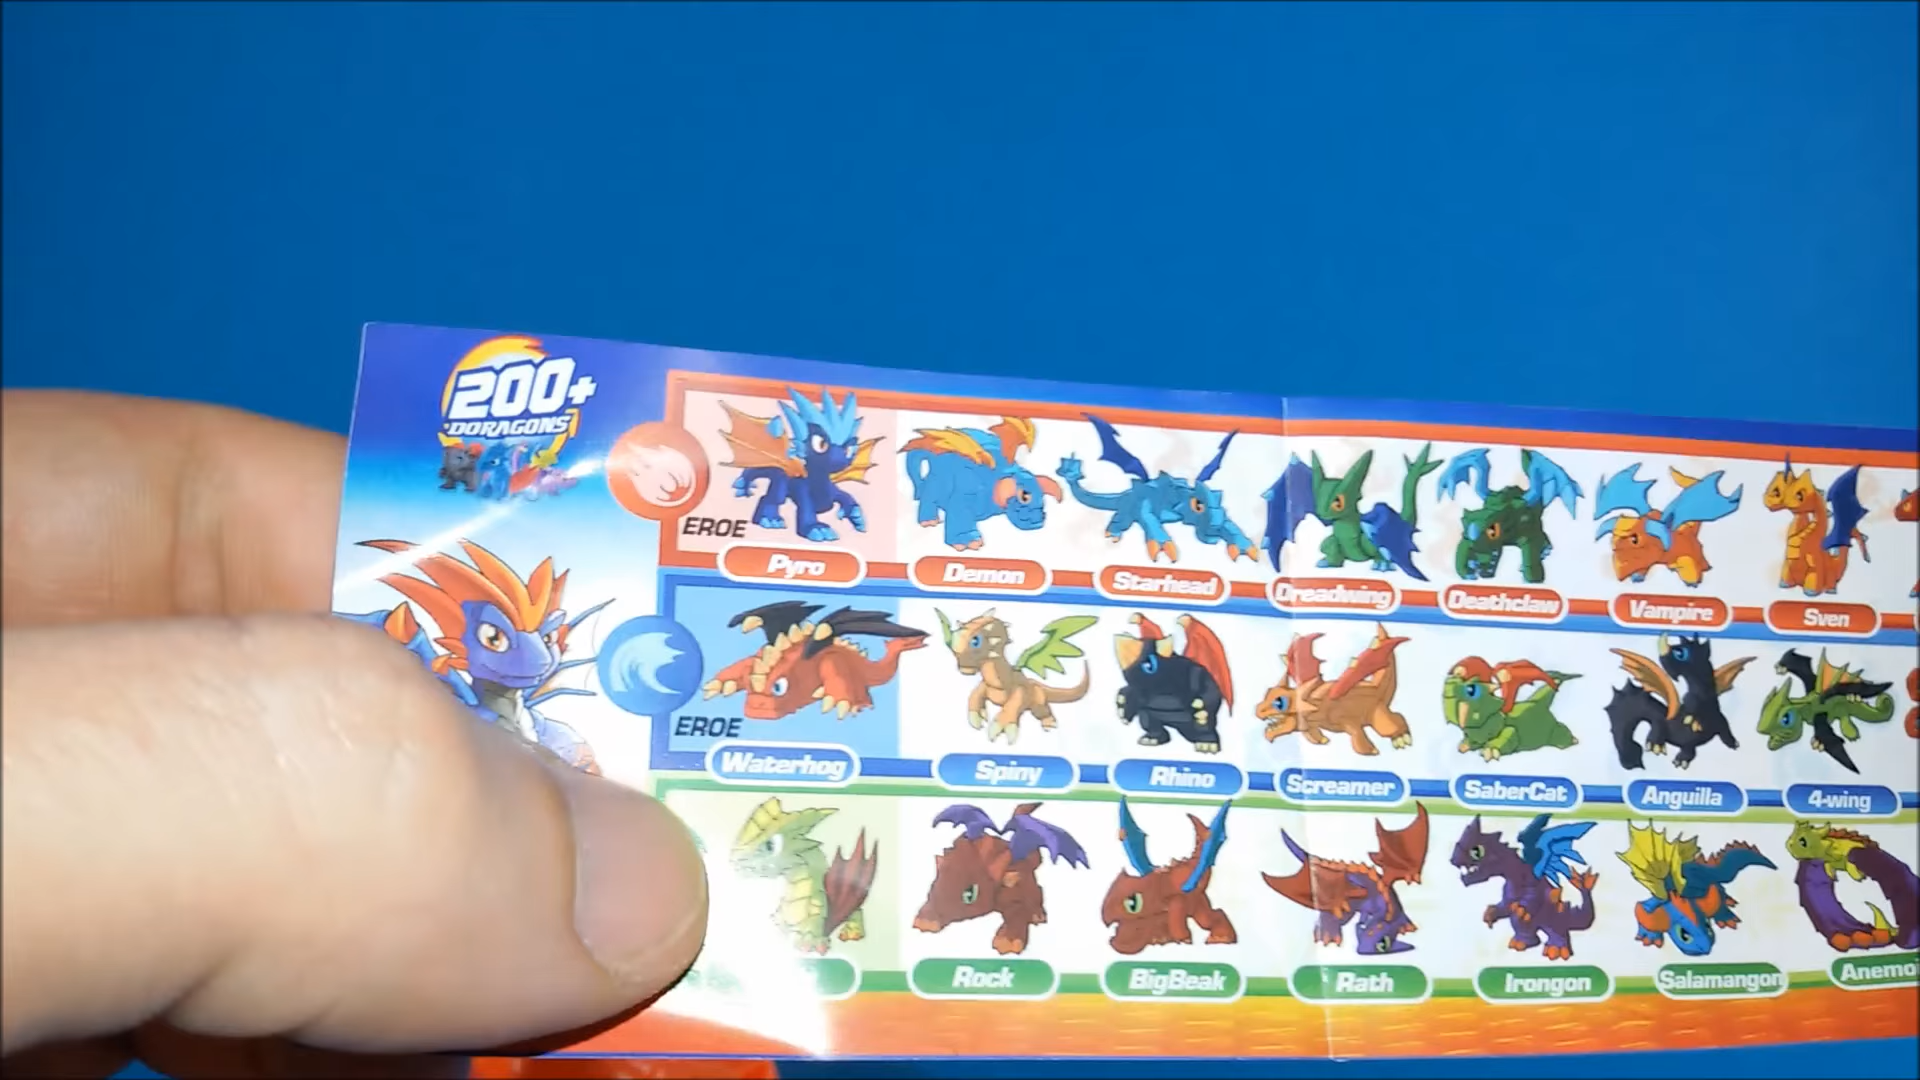 200+
DORAGONS
EROE
Pyro
Demon
Starhead
Dreadwing
Deathclaw
Vampire
Sven
EROE
Waterhog
Spiny
Rhino
Screamer
SaberCat
Anguilla
4-wing
Rock
BigBeak
Rath
Irongon
Salamangon